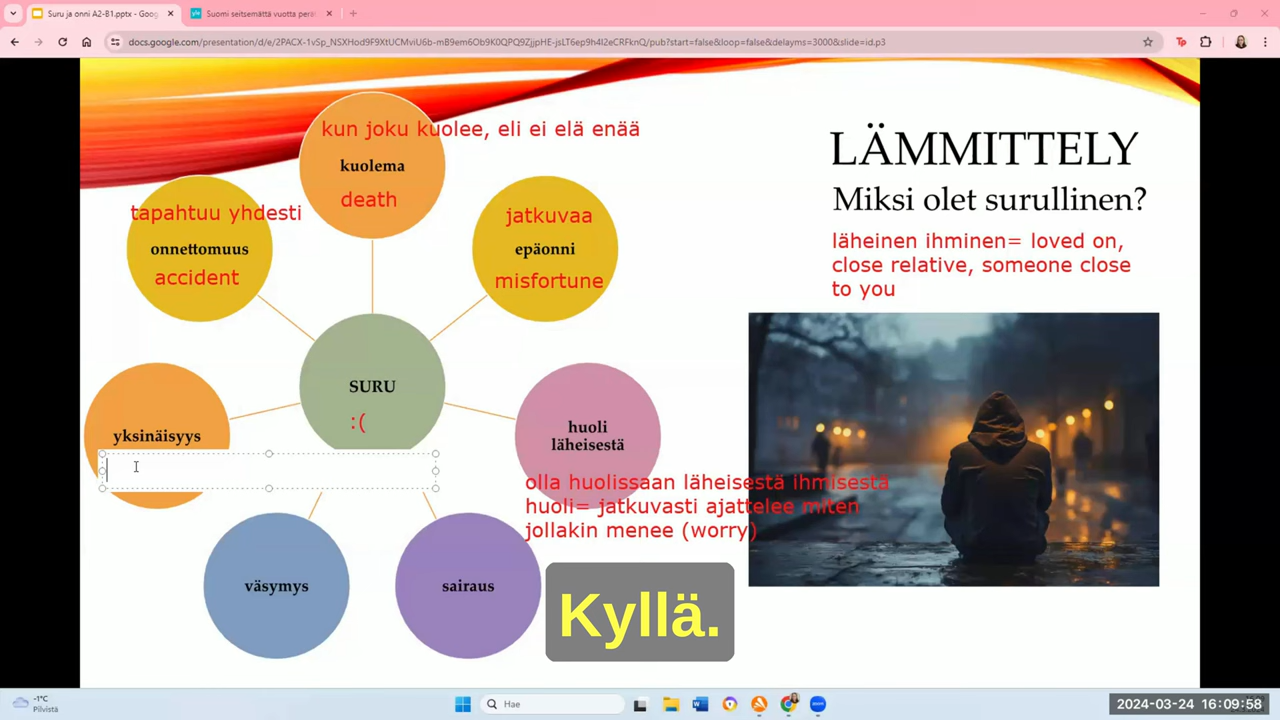 Suru ja onni A2-B1.pptx - Goog
Suomi seitsemättä vuotta perä
docs.google.com/presentation/d/e/2PACX-1vSp_NSXHod9F9XtUCMviU6b-mB9em6Ob9K0QPQ9ZjjpHE-jsLT6ep9h4I2eCRFknQ/pub?start=false&loop=false&delayms=3000&slide=id.p3
kun joku kuolee, eli ei elä enää
kuolema
death
tapahtuu yhdesti
onnettomuus
accident
jatkuvaa
epäonni
misfortune
LÄMMITTELY
Miksi olet surullinen?
läheinen ihminen= loved on,
close relative, someone close
to you
SURU
:(
yksinäisyys
huoli
läheisestä
olla huolissaan läheisestä ihmisestä
huoli= jatkuvasti ajattelee miten
jollakin menee (worry)
väsymys
sairaus
Kyllä.
-1°C
Pilvistä
Hae
2024-03-24 16:09:58